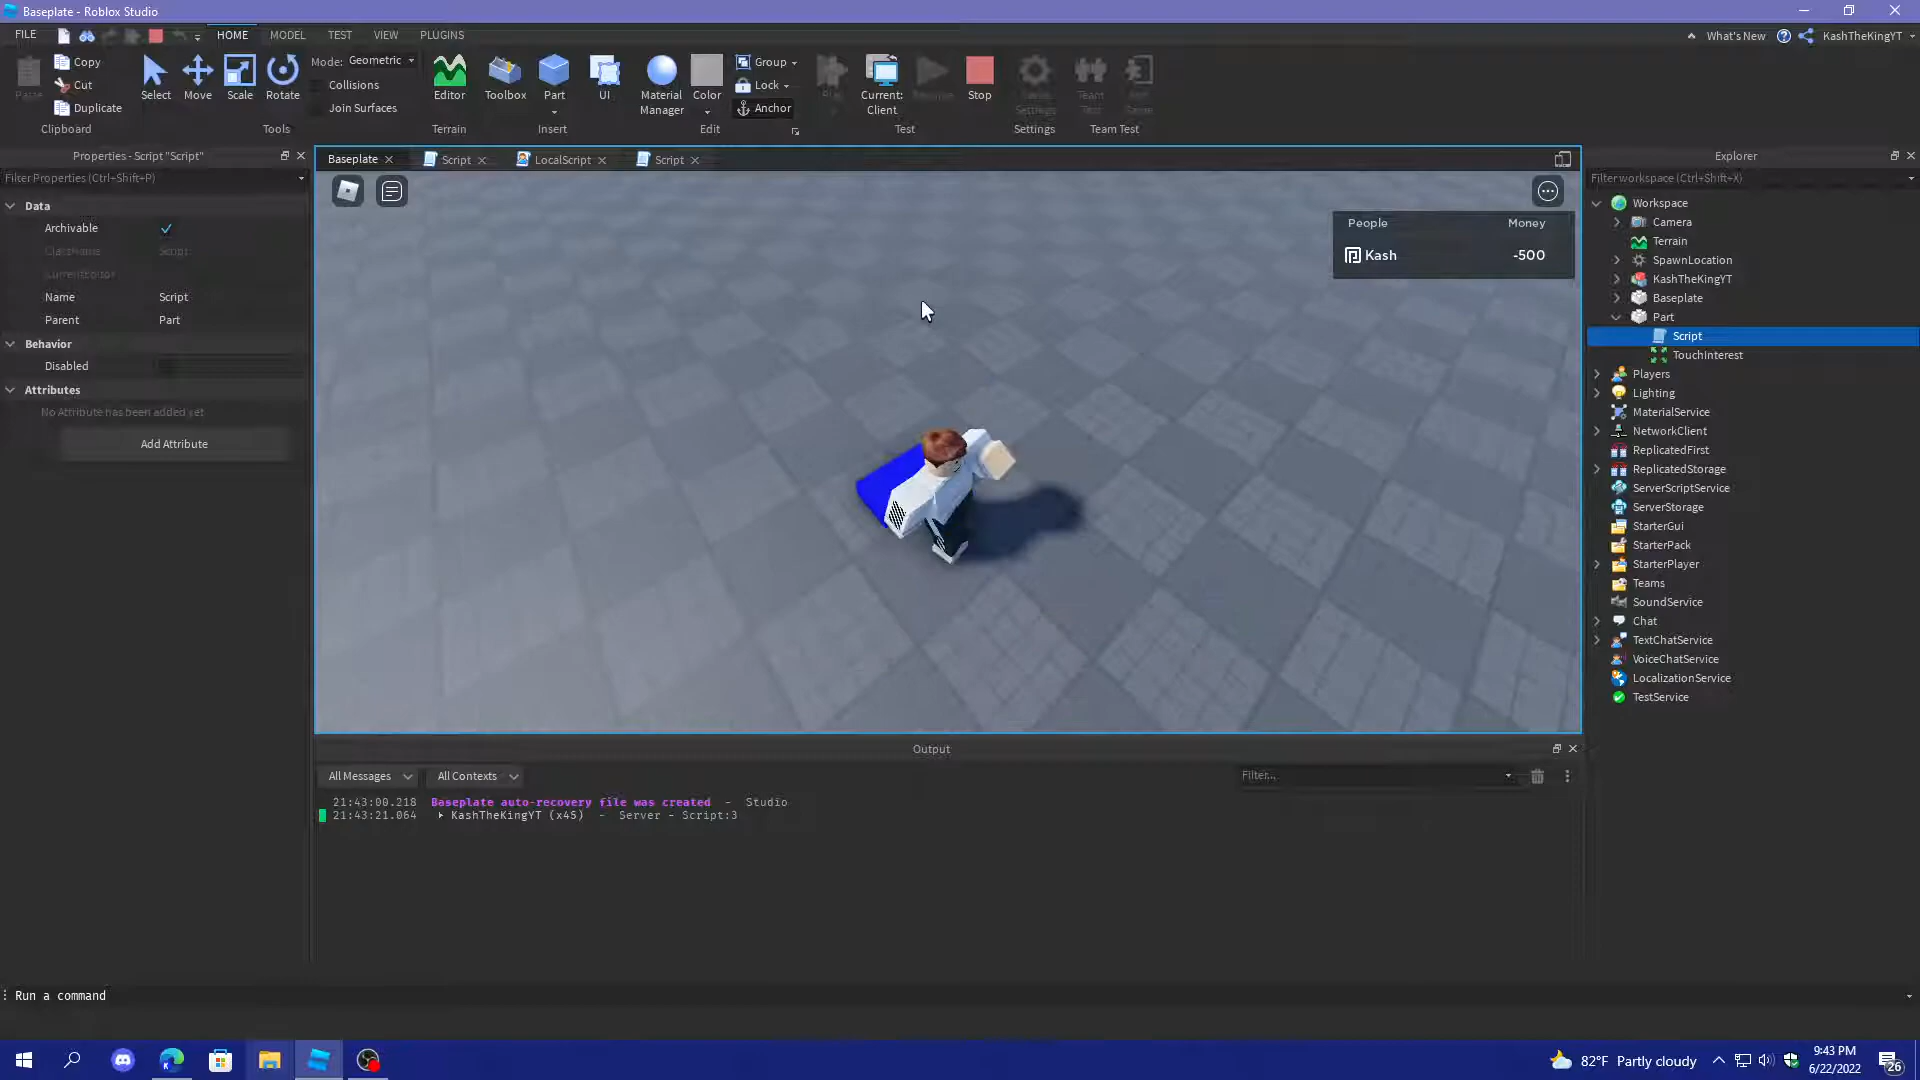 Baseplate - Roblox Studio
FILE HOME MODEL TEST VIEW PLUGINS
What's New KashTheKingYT
Copy
Cut
Duplicate
Clipboard
Select Move Scale Rotate
Mode: Geometric
Collisions
Join Surfaces
Tools
Editor
Terrain
Toolbox Part UI
Insert
Material
Manager
Color
Group
Lock
Anchor
Edit
Current:
Client
Stop
Test
Settings
Team
Test
Team Test
Properties - Script "Script"
Filter Properties (Ctrl+Shift+P)
Data
Archivable
ClassName Script
CurrentEditor
Name Script
Parent Part
Behavior
Disabled
Attributes
No Attribute has been added yet
Add Attribute
Baseplate Script LocalScript Script
People Money
Kash -500
Explorer
Filter workspace (Ctrl+Shift+X)
Workspace
Camera
Terrain
SpawnLocation
KashTheKingYT
Baseplate
Part
Script
TouchInterest
Players
Lighting
MaterialService
NetworkClient
ReplicatedFirst
ReplicatedStorage
ServerScriptService
ServerStorage
StarterGui
StarterPack
StarterPlayer
Teams
SoundService
Chat
TextChatService
VoiceChatService
LocalizationService
TestService
Output
All Messages All Contexts Filter...
21:43:00.218 Baseplate auto-recovery file was created - Studio
21:43:21.064 KashTheKingYT (x45) - Server - Script:3
Run a command
82°F Partly cloudy
9:43 PM
6/22/2022
26